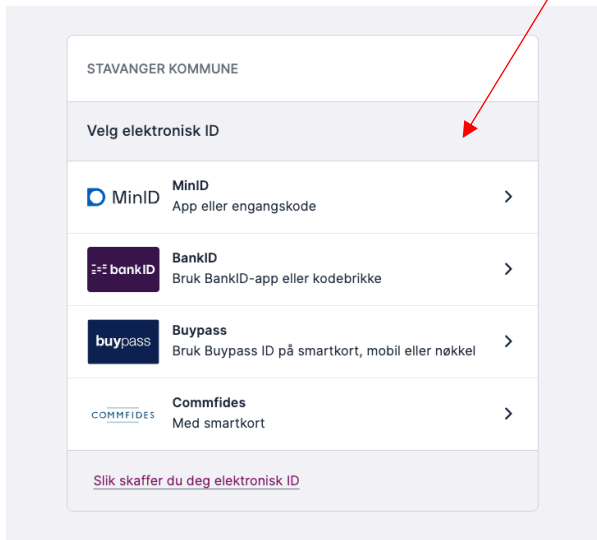 STAVANGER KOMMUNE
Velg elektronisk ID
MinID
MinID
App eller engangskode
bankID
BankID
Bruk BankID-app eller kodebrikke
buypass
Buypass
Bruk Buypass ID på smartkort, mobil eller nøkkel
COMMFIDES
Commfides
Med smartkort
Slik skaffer du deg elektronisk ID